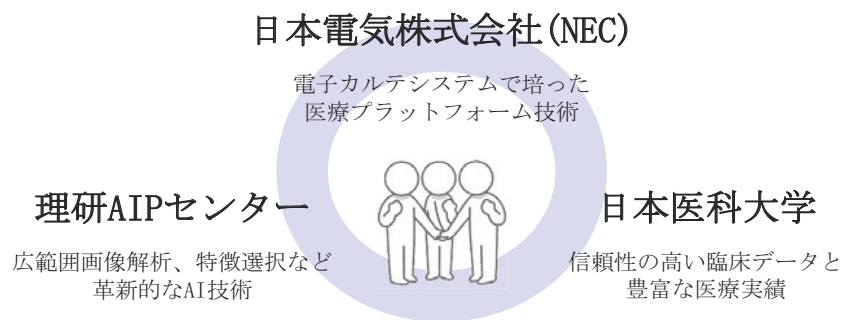 日本電気株式会社(NEC)
電子カルテシステムで培った
医療プラットフォーム技術
理研AIPセンター
広範囲画像解析、特徴選択など
革新的なAI技術
日本医科大学
信頼性の高い臨床データと
豊富な医療実績